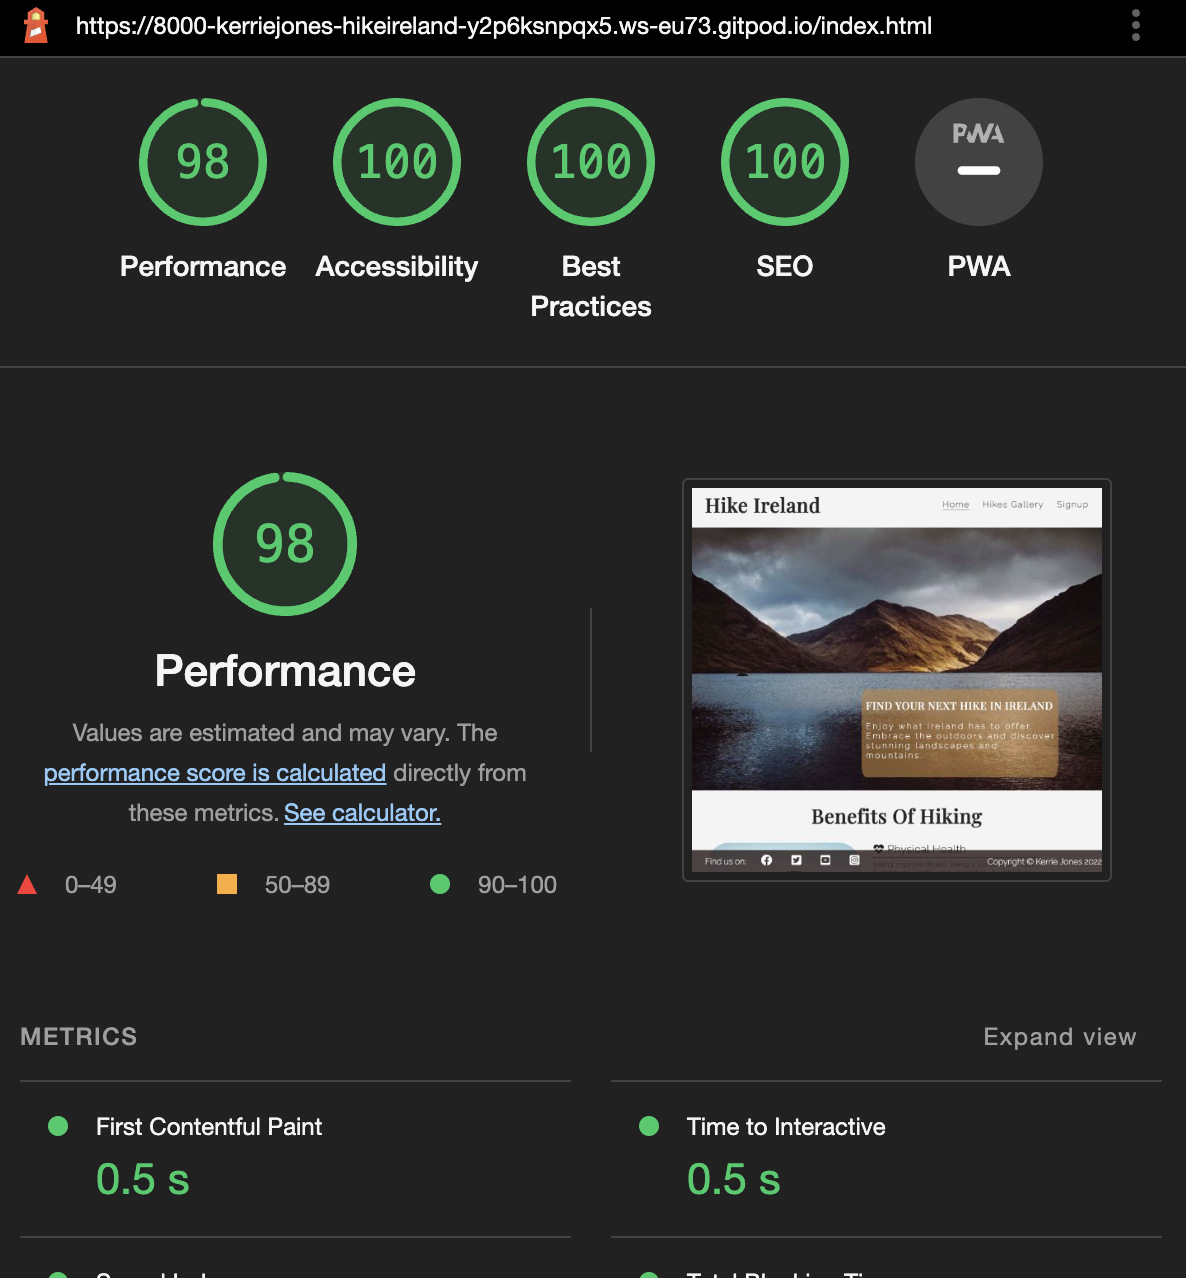 https://8000-kerriejones-hikeireland-y2p6ksnpqx5.ws-eu73.gitpod.io/index.html
98
100
100
100
PWA
Performance
Accessibility
Best
Practices
SEO
PWA
98
Performance
Values are estimated and may vary. The
performance score is calculated directly from
these metrics. See calculator.
0–49
50–89
90–100
Hike Ireland
Home
Hikes Gallery
Signup
FIND YOUR NEXT HIKE IN IRELAND
Enjoy what Ireland has to offer.
Embrace the outdoors and discover
stunning landscapes and
mountains.
Benefits Of Hiking
Physical Health
Find us on:
Copyright © Kerrie Jones 2022
METRICS
Expand view
First Contentful Paint
0.5 s
Time to Interactive
0.5 s